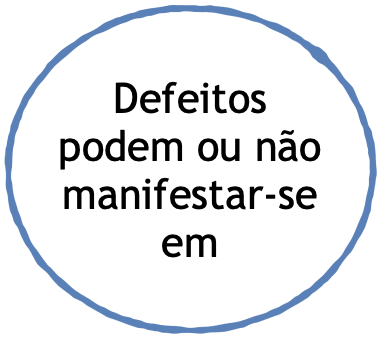 Defeitos
podem ou não
manifestar-se
em